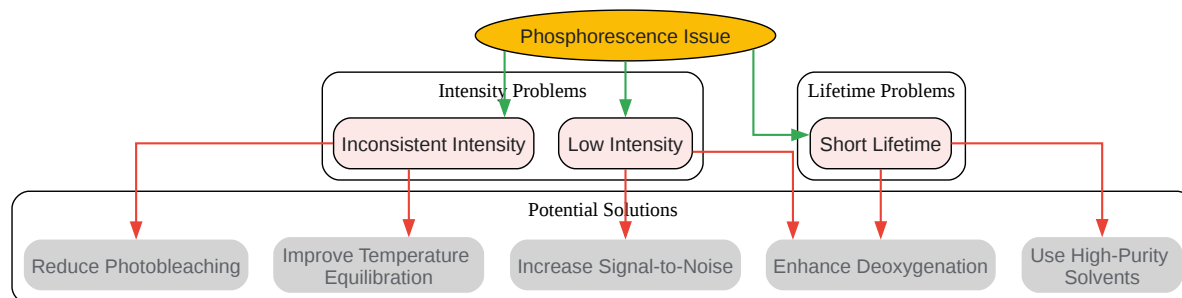 Phosphorescence Issue
Intensity Problems
Lifetime Problems
Inconsistent Intensity
Low Intensity
Short Lifetime
Potential Solutions
Reduce Photobleaching
Improve Temperature
Equilibration
Increase Signal-to-Noise
Enhance Deoxygenation
Use High-Purity
Solvents